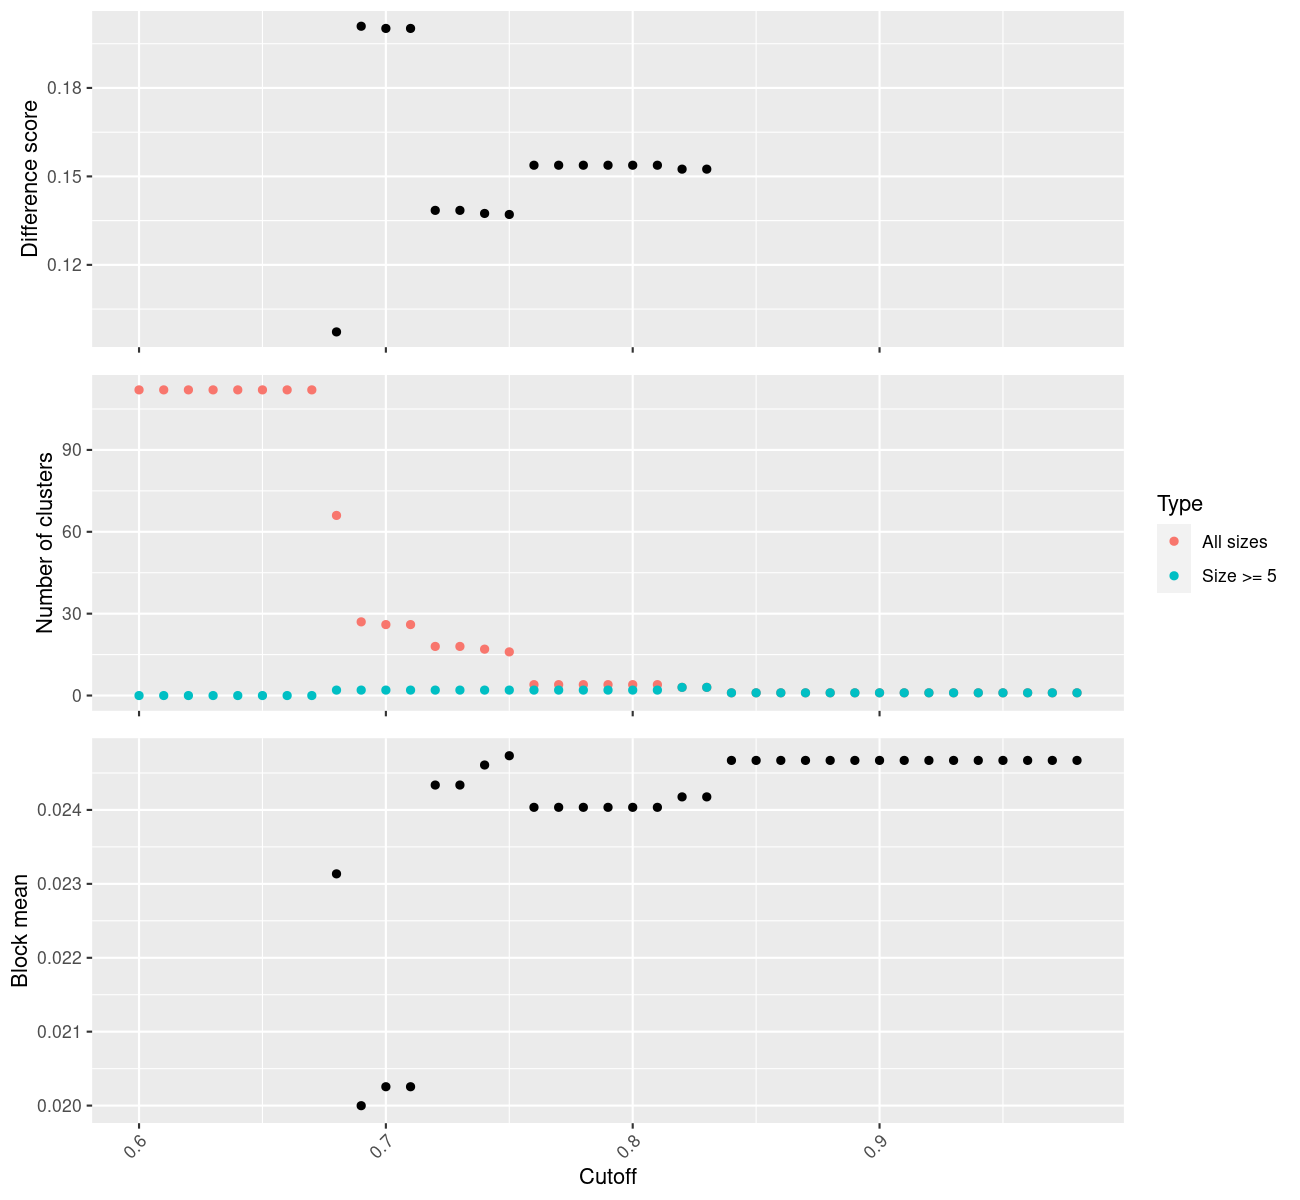 Difference score
0.18
0.15
0.12
Number of clusters
90
60
30
0
Type
All sizes
Size >= 5
Block mean
0.024
0.023
0.022
0.021
0.020
0.6
0.7
0.8
0.9
Cutoff